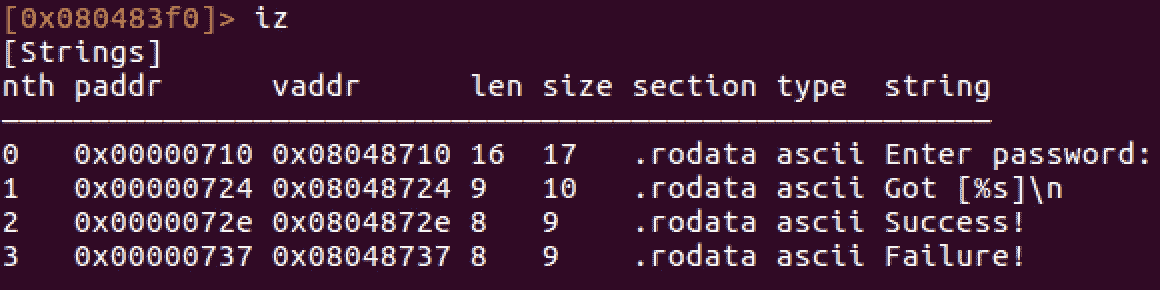 [0x080483f0]> iz
[Strings]
nth paddr      vaddr      len size section type  string
0   0x00000710 0x08048710 16  17   .rodata ascii Enter password:
1   0x00000724 0x08048724 9   10   .rodata ascii Got [%s]\n
2   0x0000072e 0x0804872e 8   9    .rodata ascii Success!
3   0x00000737 0x08048737 8   9    .rodata ascii Failure!